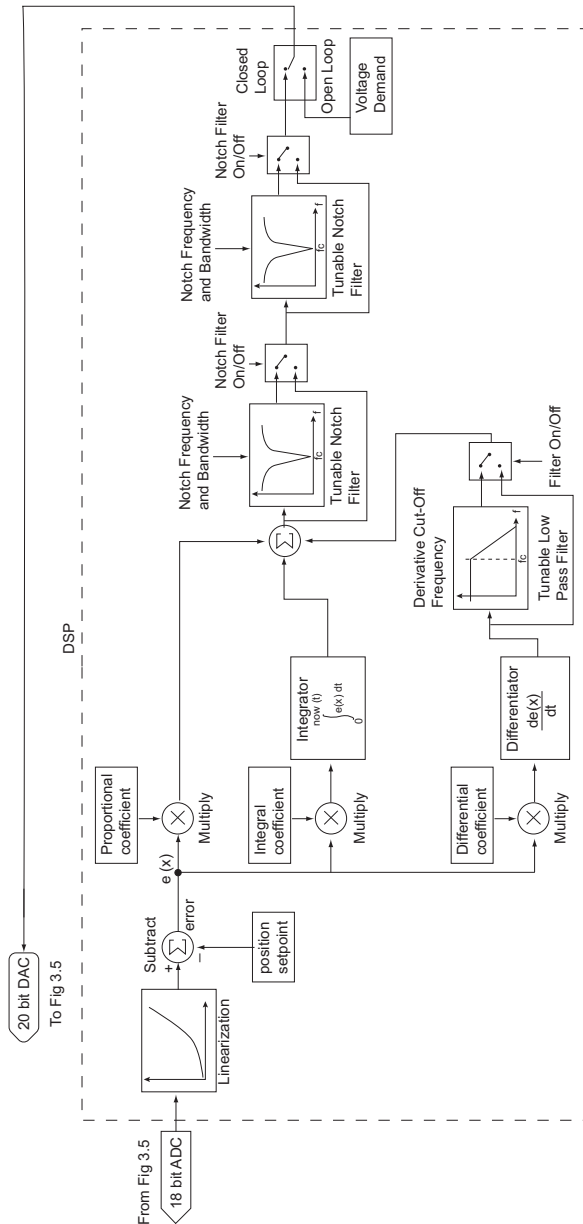 From Fig 3.5
18 bit ADC
20 bit DAC
To Fig 3.5
DSP
Linearization
Subtract
+
Σ
–
error
position
setpoint
e (x)
Proportional
coefficient
Multiply
Integral
coefficient
Multiply
Differential
coefficient
Multiply
Integrator
now (t)
∫ e(x) dt
0
Differentiator
de(x)
dt
Σ
Derivative Cut-Off
Frequency
fc
f
Tunable Low
Pass Filter
Filter On/Off
Notch Frequency
and Bandwidth
fc
f
Tunable Notch
Filter
Notch Filter
On/Off
Notch Frequency
and Bandwidth
fc
f
Tunable Notch
Filter
Notch Filter
On/Off
Closed
Loop
Open Loop
Voltage
Demand